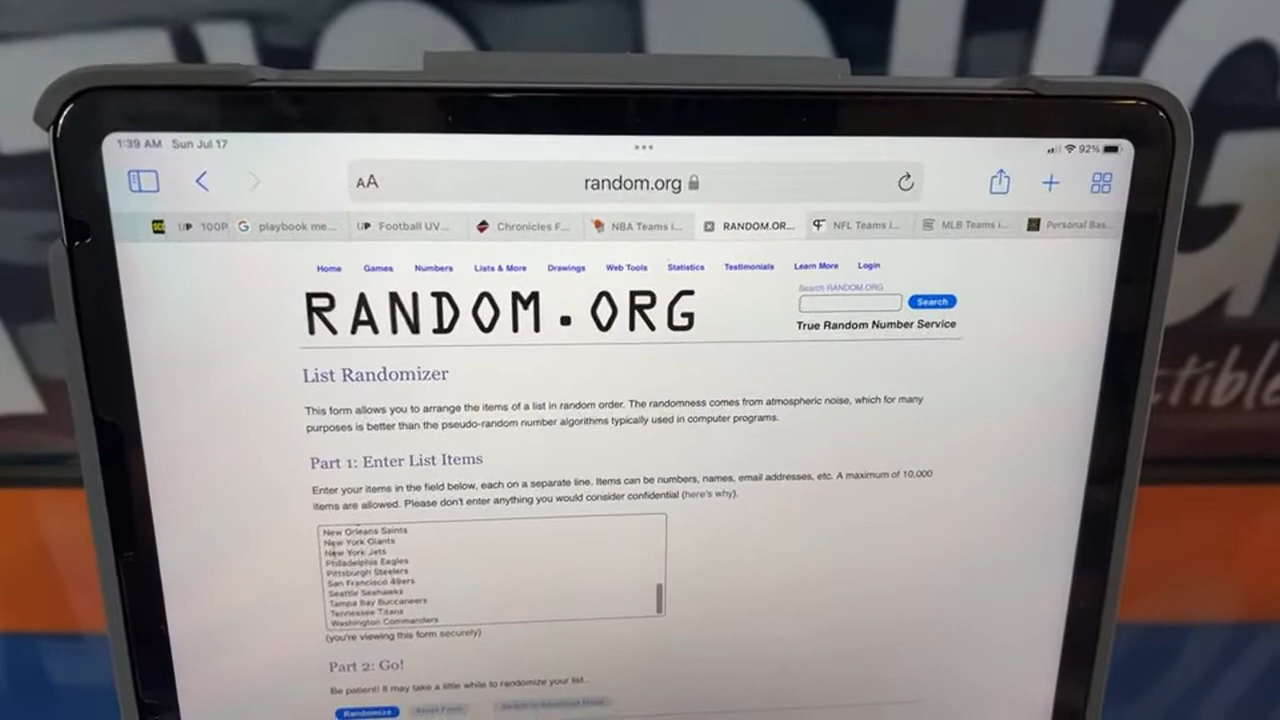 1:39 AM Sun Jul 17
92%
AA random.org
UP 100P
playbook me...
UP Football UV...
Chronicles F...
NBA Teams i...
RANDOM.OR...
NFL Teams i...
MLB Teams i...
Personal Bas...
Home Games Numbers Lists & More Drawings Web Tools Statistics Testimonials Learn More Login
RANDOM.ORG
Search RANDOM.ORG
Search
True Random Number Service
List Randomizer
This form allows you to arrange the items of a list in random order. The randomness comes from atmospheric noise, which for many
purposes is better than the pseudo-random number algorithms typically used in computer programs.
Part 1: Enter List Items
Enter your items in the field below, each on a separate line. Items can be numbers, names, email addresses, etc. A maximum of 10,000
items are allowed. Please don't enter anything you would consider confidential (here's why).
New Orleans Saints
New York Giants
New York Jets
Philadelphia Eagles
Pittsburgh Steelers
San Francisco 49ers
Seattle Seahawks
Tampa Bay Buccaneers
Tennessee Titans
Washington Commanders
(you're viewing this form securely)
Part 2: Go!
Be patient! It may take a little while to randomize your list...
Randomize Reset Form Switch to Advanced Mode